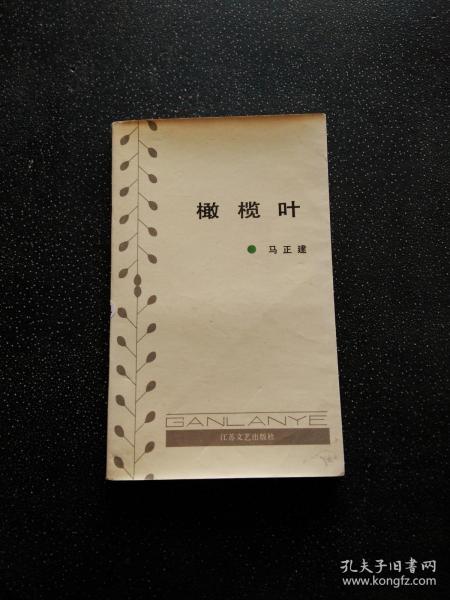 橄榄叶
马正建
GANLANYE
江苏文艺出版社
孔夫子旧书网
www.kongfz.com